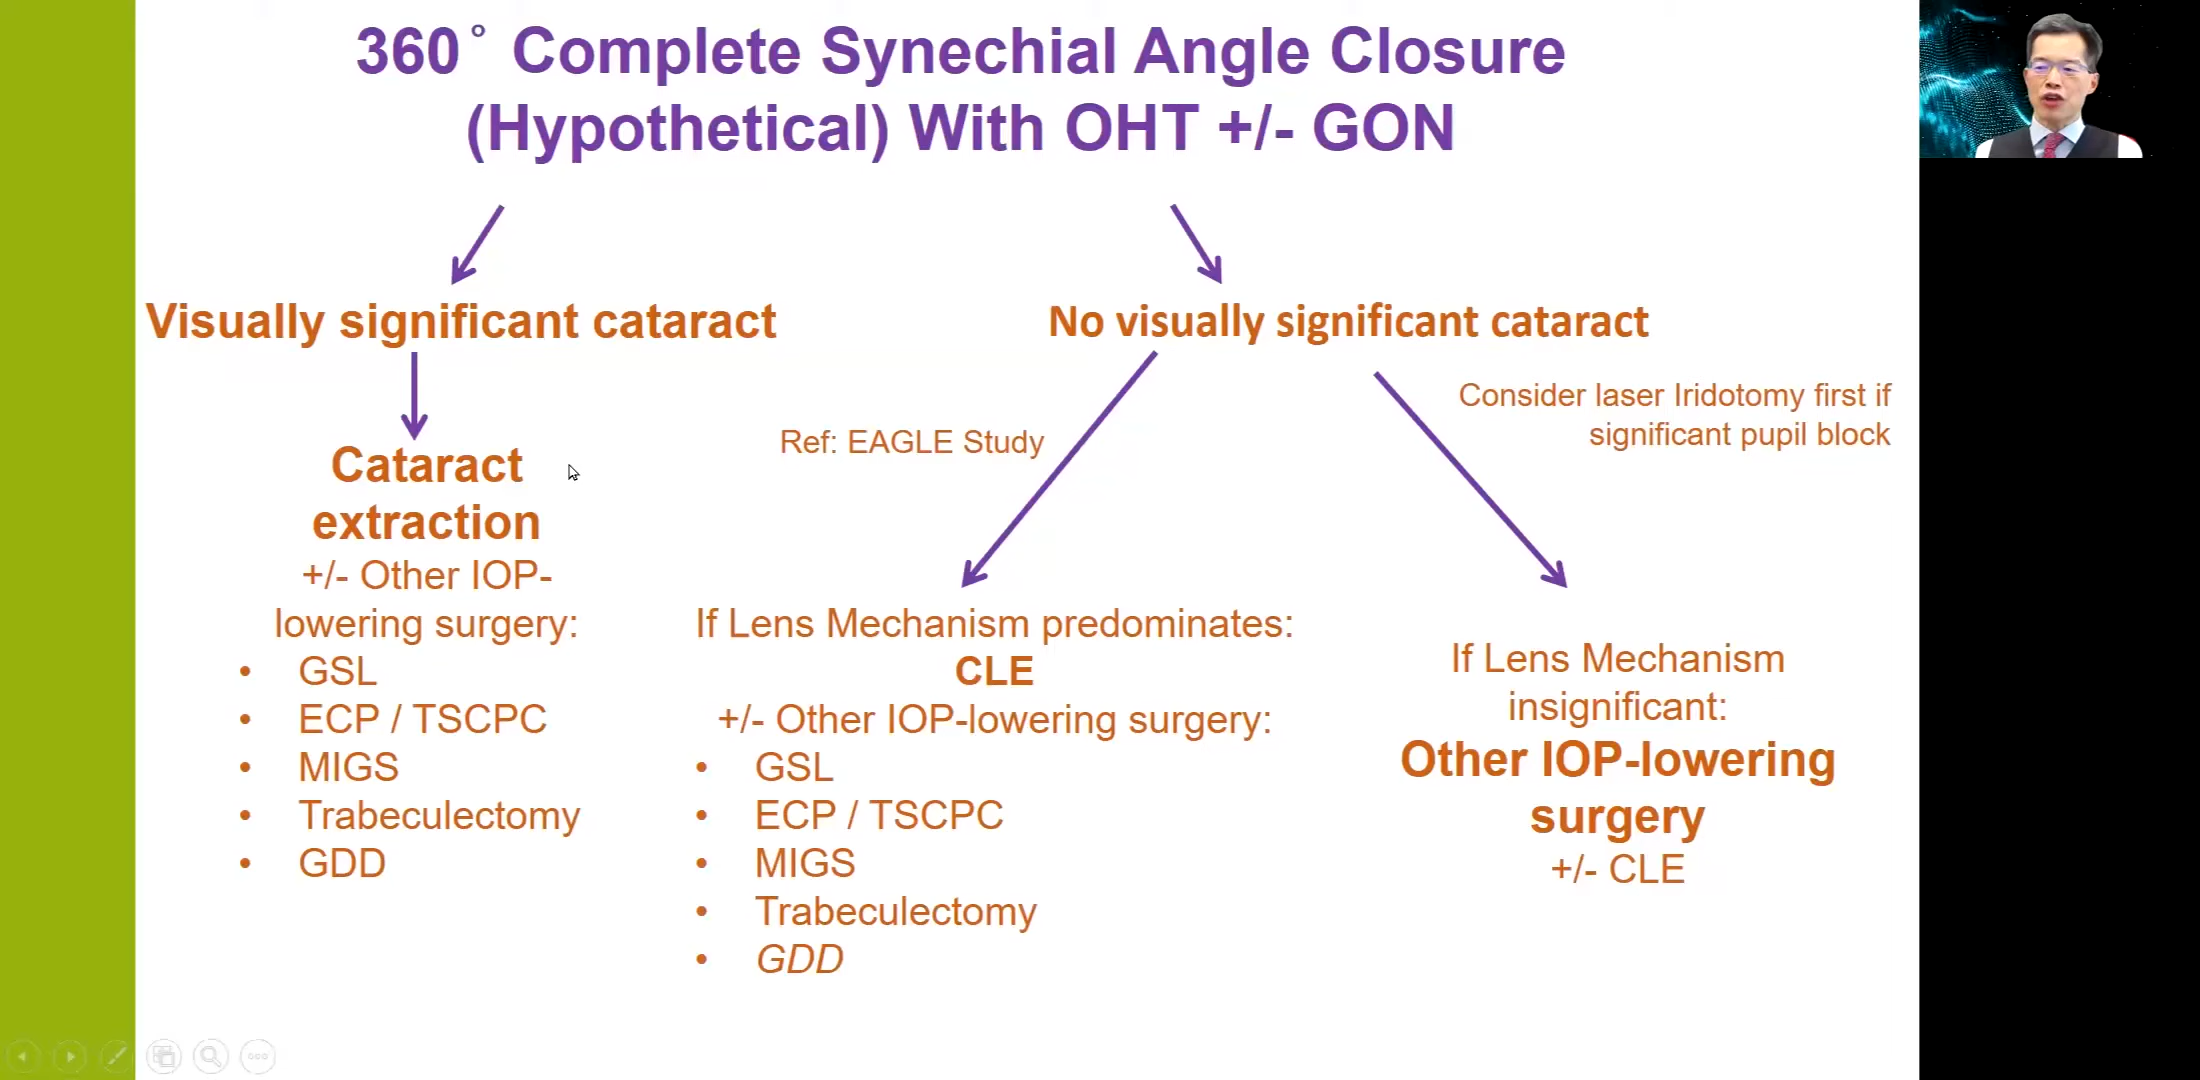 360° Complete Synechial Angle Closure
(Hypothetical) With OHT +/- GON
Visually significant cataract
Cataract
extraction
+/- Other IOP-
lowering surgery:
• GSL
• ECP / TSCPC
• MIGS
• Trabeculectomy
• GDD
No visually significant cataract
Ref: EAGLE Study
Consider laser Iridotomy first if
significant pupil block
If Lens Mechanism predominates:
CLE
+/- Other IOP-lowering surgery:
• GSL
• ECP / TSCPC
• MIGS
• Trabeculectomy
• GDD
If Lens Mechanism
insignificant:
Other IOP-lowering
surgery
+/- CLE